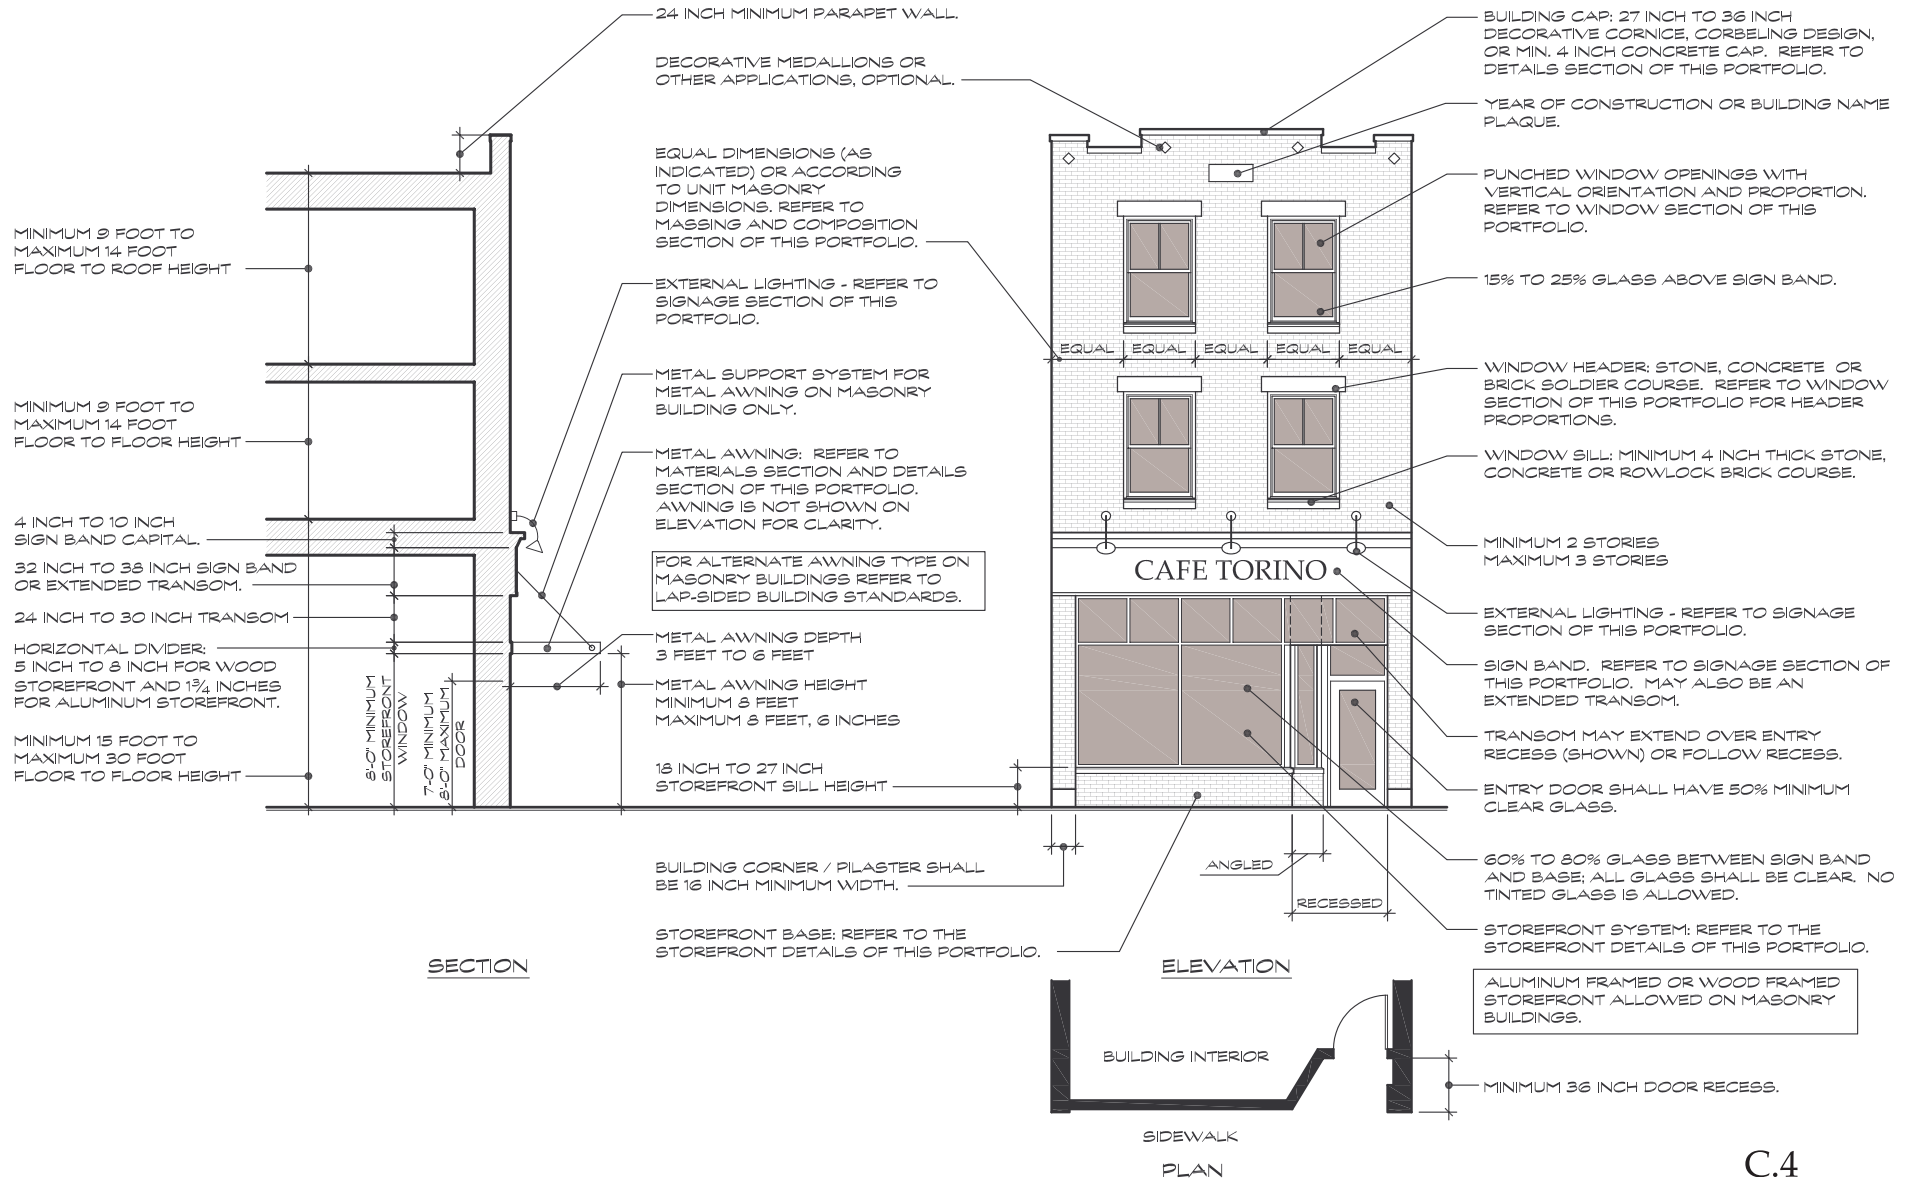 24 INCH MINIMUM PARAPET WALL.
DECORATIVE MEDALLIONS OR
OTHER APPLICATIONS, OPTIONAL.
EQUAL DIMENSIONS (AS
INDICATED) OR ACCORDING
TO UNIT MASONRY
DIMENSIONS. REFER TO
MASSING AND COMPOSITION
SECTION OF THIS PORTFOLIO.
EXTERNAL LIGHTING - REFER TO
SIGNAGE SECTION OF THIS
PORTFOLIO.
METAL SUPPORT SYSTEM FOR
METAL AWNING ON MASONRY
BUILDING ONLY.
METAL AWNING: REFER TO
MATERIALS SECTION AND DETAILS
SECTION OF THIS PORTFOLIO.
AWNING IS NOT SHOWN ON
ELEVATION FOR CLARITY.
FOR ALTERNATE AWNING TYPE ON
MASONRY BUILDINGS REFER TO
LAP-SIDED BUILDING STANDARDS.
METAL AWNING DEPTH
3 FEET TO 6 FEET
METAL AWNING HEIGHT
MINIMUM 8 FEET
MAXIMUM 8 FEET, 6 INCHES
18 INCH TO 27 INCH
STOREFRONT SILL HEIGHT
BUILDING CORNER / PILASTER SHALL
BE 16 INCH MINIMUM WIDTH.
STOREFRONT BASE: REFER TO THE
STOREFRONT DETAILS OF THIS PORTFOLIO.
MINIMUM 9 FOOT TO
MAXIMUM 14 FOOT
FLOOR TO ROOF HEIGHT
MINIMUM 9 FOOT TO
MAXIMUM 14 FOOT
FLOOR TO FLOOR HEIGHT
4 INCH TO 10 INCH
SIGN BAND CAPITAL.
32 INCH TO 38 INCH SIGN BAND
OR EXTENDED TRANSOM.
24 INCH TO 30 INCH TRANSOM
HORIZONTAL DIVIDER:
5 INCH TO 8 INCH FOR WOOD
STOREFRONT AND 1¾ INCHES
FOR ALUMINUM STOREFRONT.
MINIMUM 15 FOOT TO
MAXIMUM 30 FOOT
FLOOR TO FLOOR HEIGHT
8'-0" MINIMUM
STOREFRONT
WINDOW
7'-0" MINIMUM
8'-0" MAXIMUM
DOOR
SECTION
EQUAL EQUAL EQUAL EQUAL EQUAL
CAFE TORINO
ANGLED
RECESSED
ELEVATION
BUILDING INTERIOR
SIDEWALK
PLAN
BUILDING CAP: 27 INCH TO 36 INCH
DECORATIVE CORNICE, CORBELING DESIGN,
OR MIN. 4 INCH CONCRETE CAP. REFER TO
DETAILS SECTION OF THIS PORTFOLIO.
YEAR OF CONSTRUCTION OR BUILDING NAME
PLAQUE.
PUNCHED WINDOW OPENINGS WITH
VERTICAL ORIENTATION AND PROPORTION.
REFER TO WINDOW SECTION OF THIS
PORTFOLIO.
15% TO 25% GLASS ABOVE SIGN BAND.
WINDOW HEADER: STONE, CONCRETE OR
BRICK SOLDIER COURSE. REFER TO WINDOW
SECTION OF THIS PORTFOLIO FOR HEADER
PROPORTIONS.
WINDOW SILL: MINIMUM 4 INCH THICK STONE,
CONCRETE OR ROWLOCK BRICK COURSE.
MINIMUM 2 STORIES
MAXIMUM 3 STORIES
EXTERNAL LIGHTING - REFER TO SIGNAGE
SECTION OF THIS PORTFOLIO.
SIGN BAND. REFER TO SIGNAGE SECTION OF
THIS PORTFOLIO. MAY ALSO BE AN
EXTENDED TRANSOM.
TRANSOM MAY EXTEND OVER ENTRY
RECESS (SHOWN) OR FOLLOW RECESS.
ENTRY DOOR SHALL HAVE 50% MINIMUM
CLEAR GLASS.
60% TO 80% GLASS BETWEEN SIGN BAND
AND BASE; ALL GLASS SHALL BE CLEAR. NO
TINTED GLASS IS ALLOWED.
STOREFRONT SYSTEM: REFER TO THE
STOREFRONT DETAILS OF THIS PORTFOLIO.
ALUMINUM FRAMED OR WOOD FRAMED
STOREFRONT ALLOWED ON MASONRY
BUILDINGS.
MINIMUM 36 INCH DOOR RECESS.
C.4